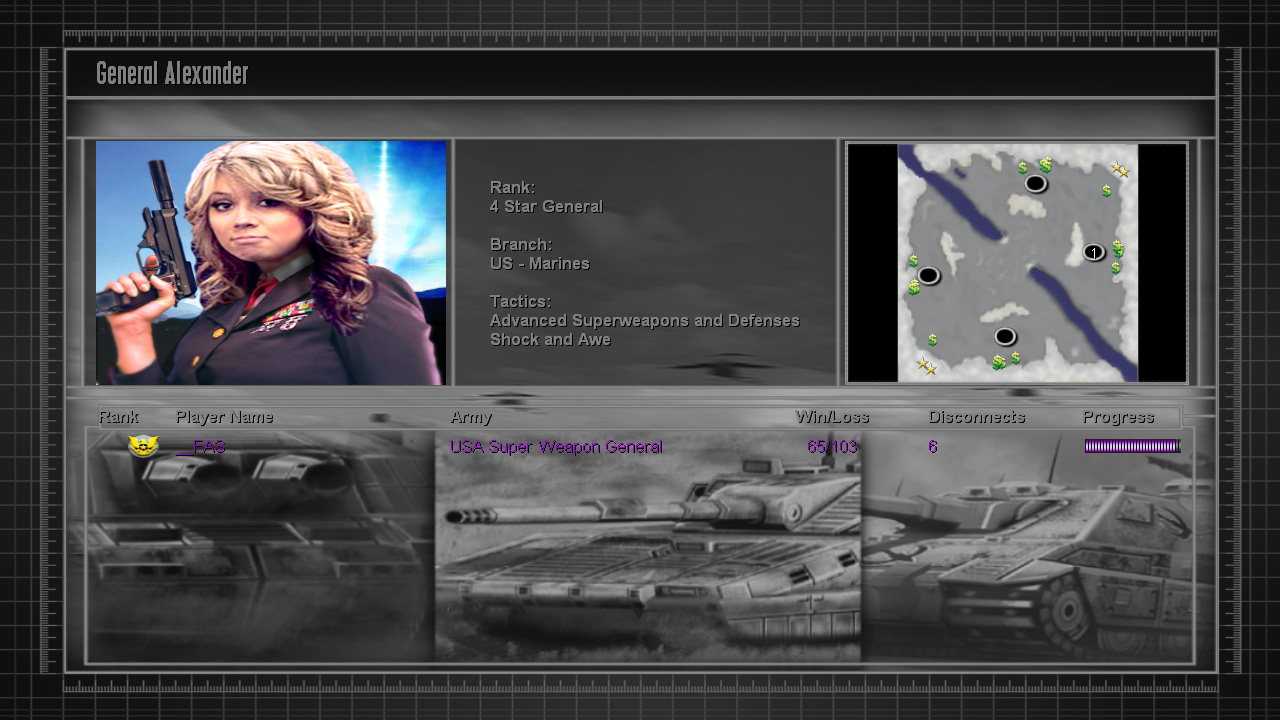 General Alexander
Rank:
4 Star General
Branch:
US - Marines
Tactics:
Advanced Superweapons and Defenses
Shock and Awe
1
Rank Player Name Army Win/Loss Disconnects Progress
__FAS USA Super Weapon General 65/103 6